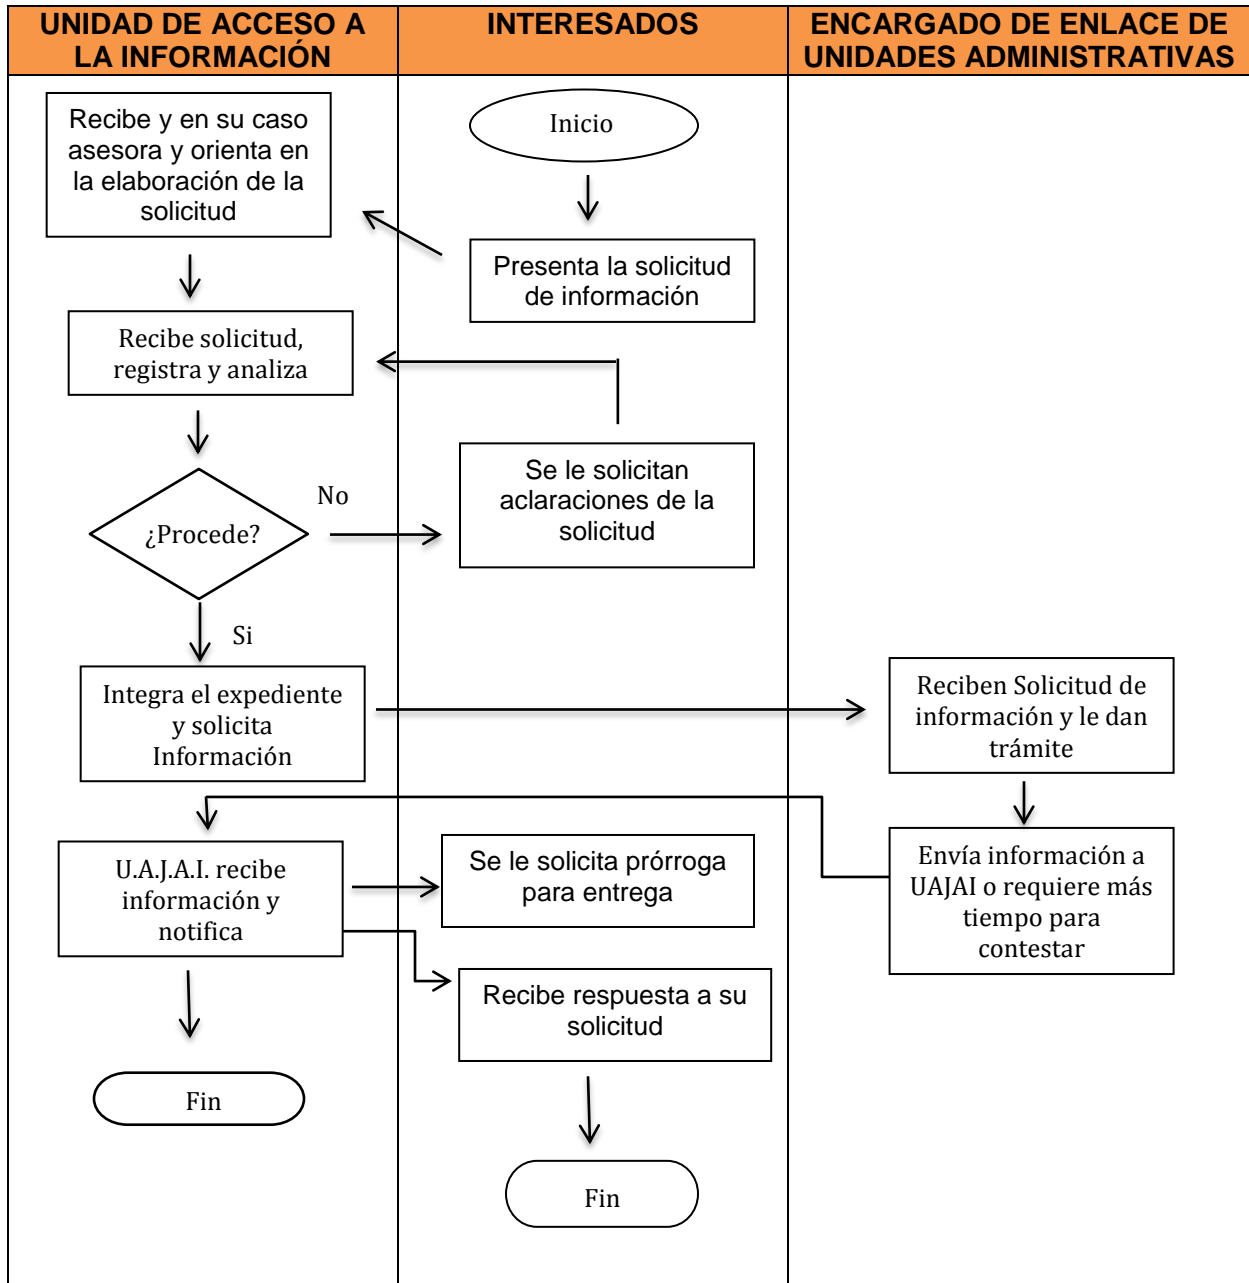 UNIDAD DE ACCESO A
LA INFORMACIÓN
INTERESADOS
ENCARGADO DE ENLACE DE
UNIDADES ADMINISTRATIVAS
Inicio
Presenta la solicitud
de información
Recibe y en su caso
asesora y orienta en
la elaboración de la
solicitud
Recibe solicitud,
registra y analiza
¿Procede?
No
Se le solicitan
aclaraciones de la
solicitud
Si
Integra el expediente
y solicita
Información
Reciben Solicitud de
información y le dan
trámite
Envía información a
UAJAI o requiere más
tiempo para
contestar
U.A.J.A.I. recibe
información y
notifica
Se le solicita prórroga
para entrega
Recibe respuesta a su
solicitud
Fin
Fin